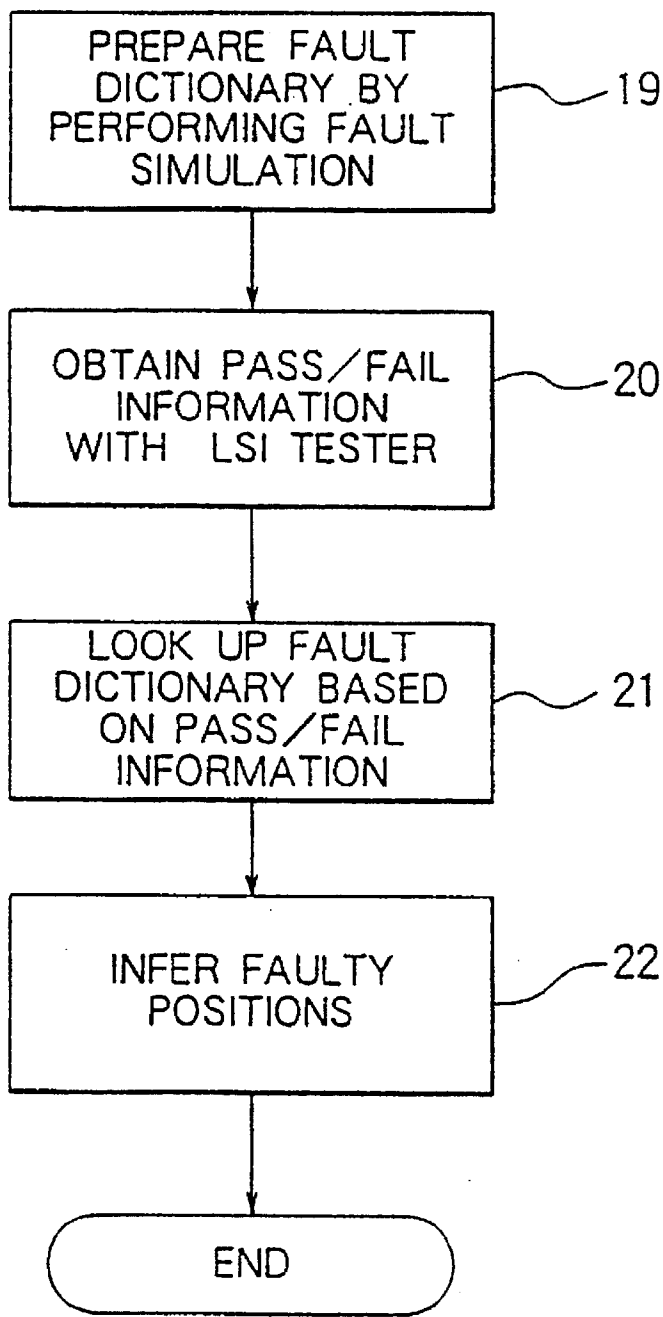 PREPARE FAULT
DICTIONARY BY
PERFORMING FAULT
SIMULATION
19
OBTAIN PASS/FAIL
INFORMATION
WITH LSI TESTER
20
LOOK UP FAULT
DICTIONARY BASED
ON PASS/FAIL
INFORMATION
21
INFER FAULTY
POSITIONS
22
END